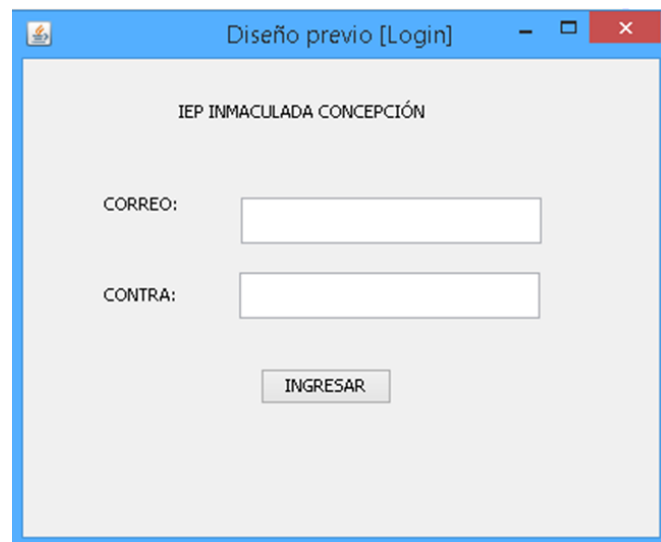 Diseño previo [Login]
IEP INMACULADA CONCEPCIÓN
CORREO:
CONTRA:
INGRESAR